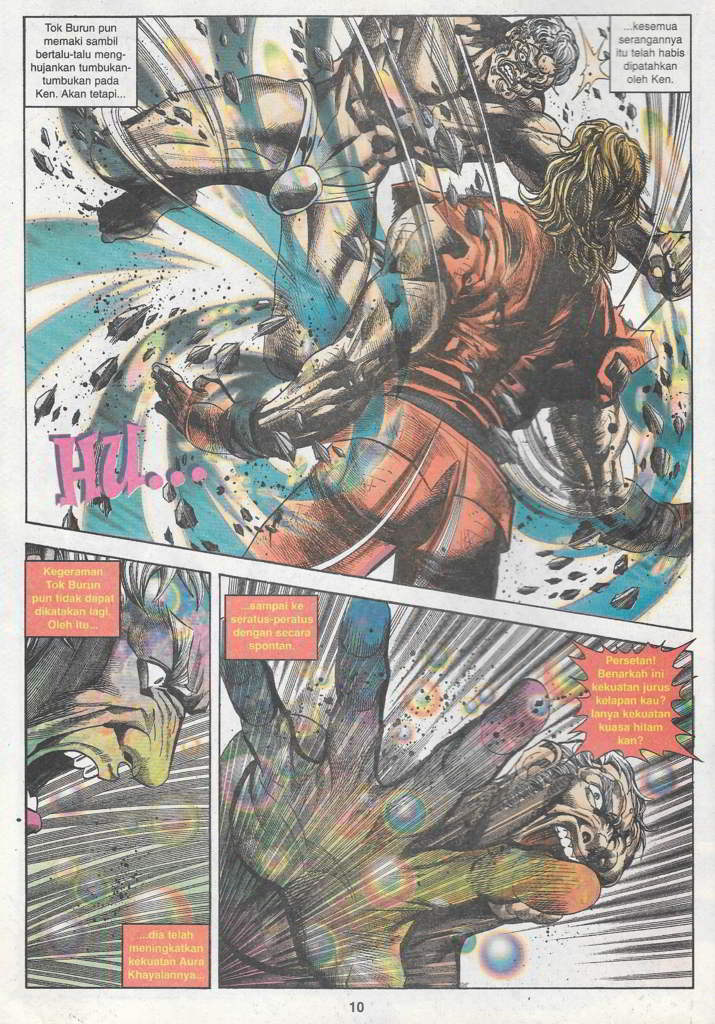 Tok Burun pun
memaki sambil
bertalu-talu meng-
hujankan tumbukan-
tumbukan pada
Ken. Akan tetapi...
...kesemua
serangannya
itu telah habis
dipatahkan
oleh Ken.
HU...
Kegeraman
Tok Burun
pun tidak dapat
dikatakan lagi.
Oleh itu...
....dia telah
meningkatkan
kekuatan Aura
Khayalannya...
...sampai ke
seratus-peratus
dengan secara
spontan.
Persetan!
Benarkah ini
kekuatan jurus
kelapan kau?
Ianya kekuatan
kuasa hilam
kan?
10